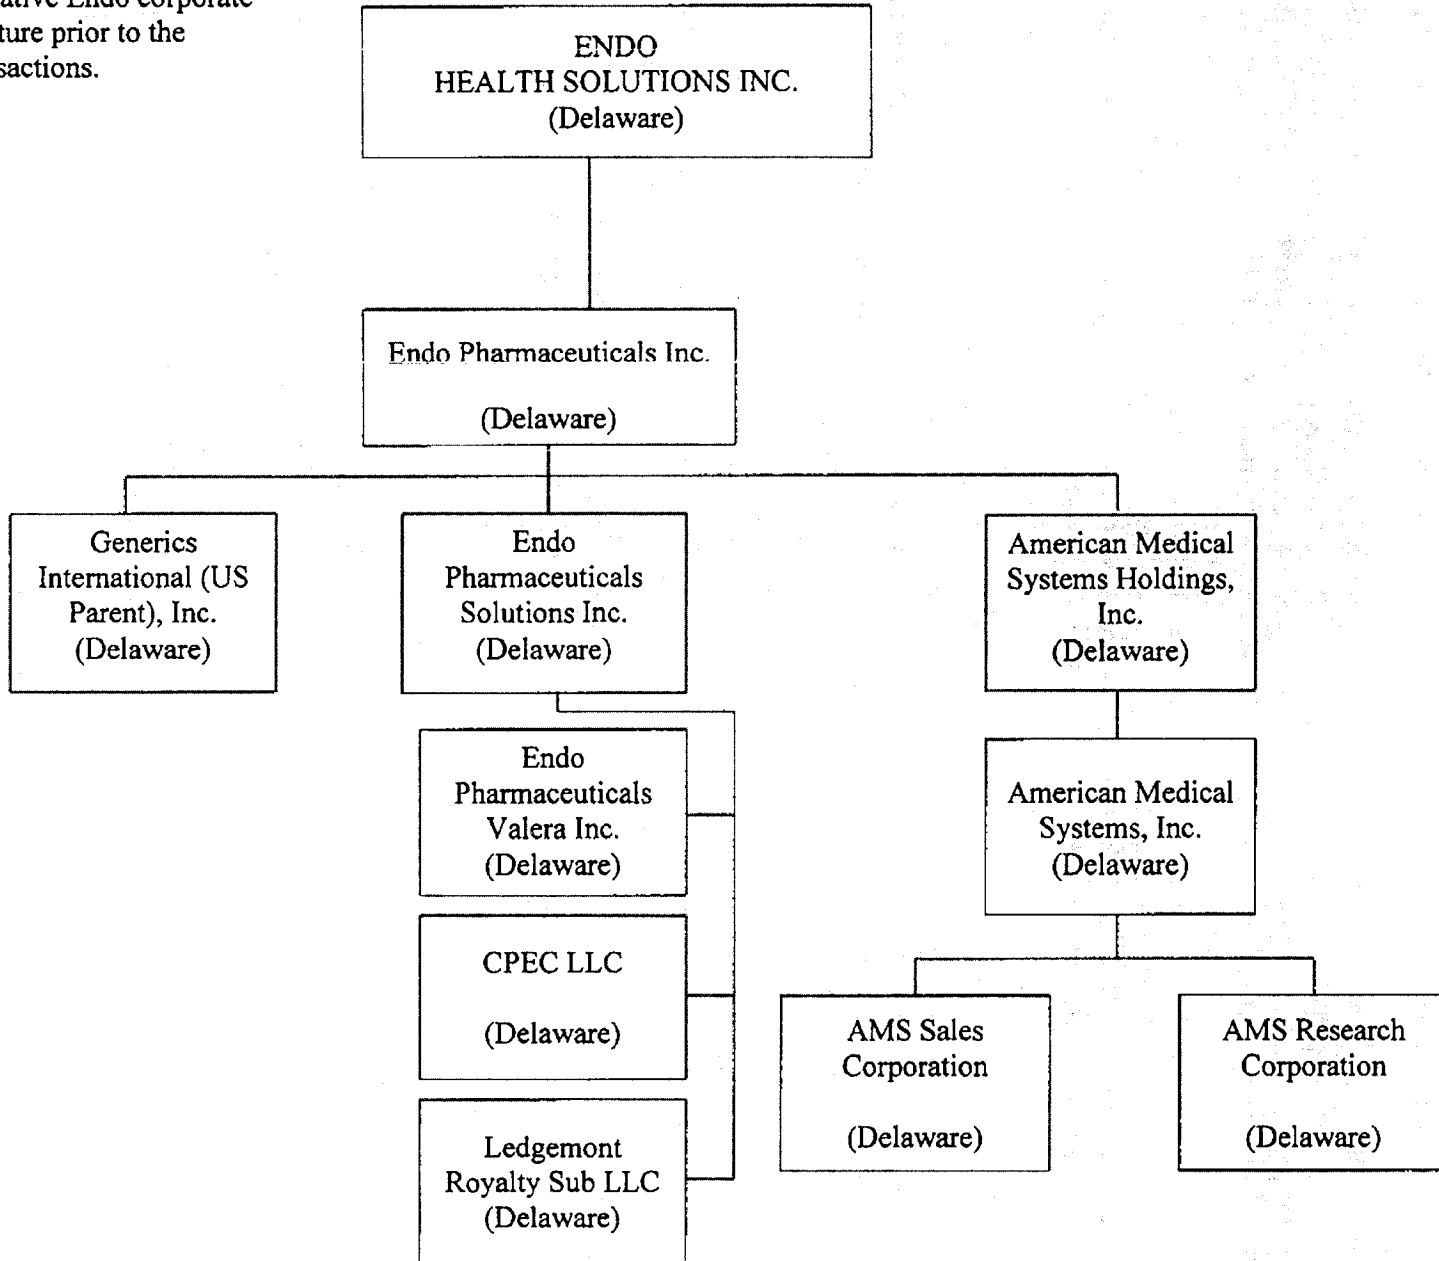 ative Endo corporate
ture prior to the
sactions.
ENDO
HEALTH SOLUTIONS INC.
(Delaware)
Endo Pharmaceuticals Inc.
(Delaware)
Generics
International (US
Parent), Inc.
(Delaware)
Endo
Pharmaceuticals
Solutions Inc.
(Delaware)
American Medical
Systems Holdings,
Inc.
(Delaware)
Endo
Pharmaceuticals
Valera Inc.
(Delaware)
American Medical
Systems, Inc.
(Delaware)
CPEC LLC
(Delaware)
AMS Sales
Corporation
(Delaware)
AMS Research
Corporation
(Delaware)
Ledgemont
Royalty Sub LLC
(Delaware)